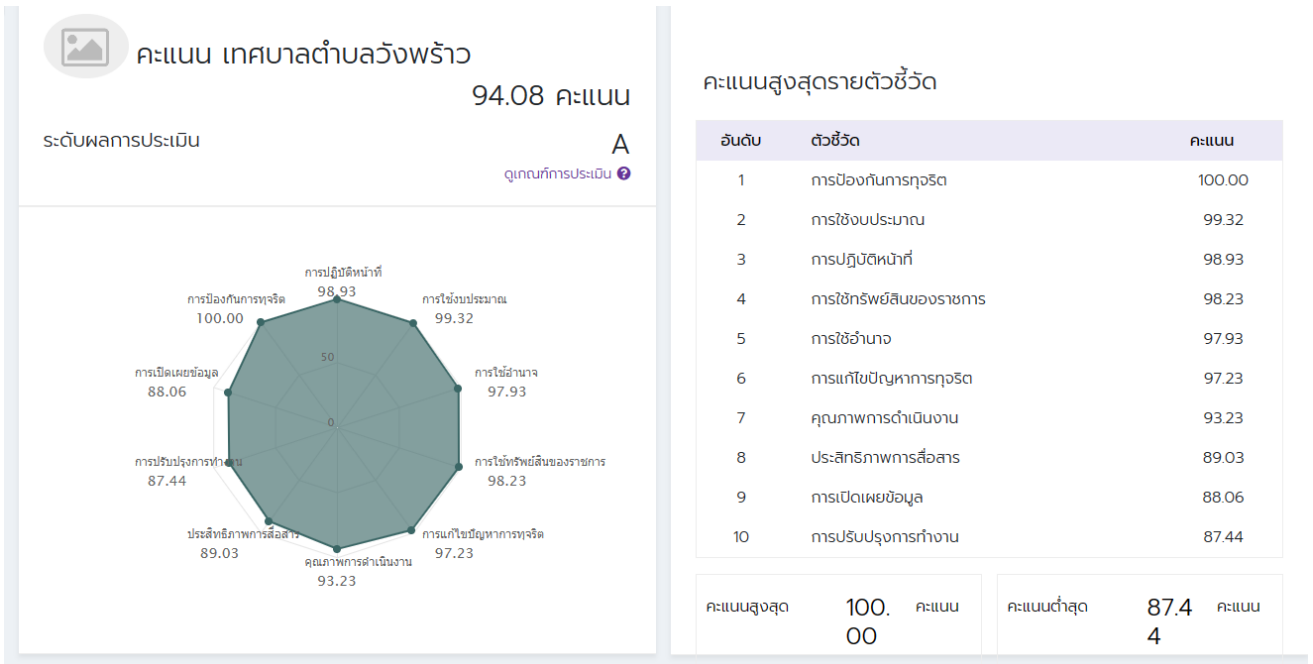 คะแนน เทศบาลตำบลวังพร้าว
94.08 คะแนน
ระดับผลการประเมิน A
ดูเกณฑ์การประเมิน ?
การปฏิบัติหน้าที่
98.93
การป้องกันการทุจริต
100.00
การใช้งบประมาณ
99.32
50
การเปิดเผยข้อมูล
88.06
การใช้อำนาจ
97.93
0
การปรับปรุงการทำงาน
87.44
การใช้ทรัพย์สินของราชการ
98.23
ประสิทธิภาพการสื่อสาร
89.03
การแก้ไขปัญหาการทุจริต
97.23
คุณภาพการดำเนินงาน
93.23
คะแนนสูงสุดรายตัวชี้วัด
อันดับ ตัวชี้วัด คะแนน
1 การป้องกันการทุจริต 100.00
2 การใช้งบประมาณ 99.32
3 การปฏิบัติหน้าที่ 98.93
4 การใช้ทรัพย์สินของราชการ 98.23
5 การใช้อำนาจ 97.93
6 การแก้ไขปัญหาการทุจริต 97.23
7 คุณภาพการดำเนินงาน 93.23
8 ประสิทธิภาพการสื่อสาร 89.03
9 การเปิดเผยข้อมูล 88.06
10 การปรับปรุงการทำงาน 87.44
คะแนนสูงสุด 100. คะแนน
00
คะแนนต่ำสุด 87.4 คะแนน
4